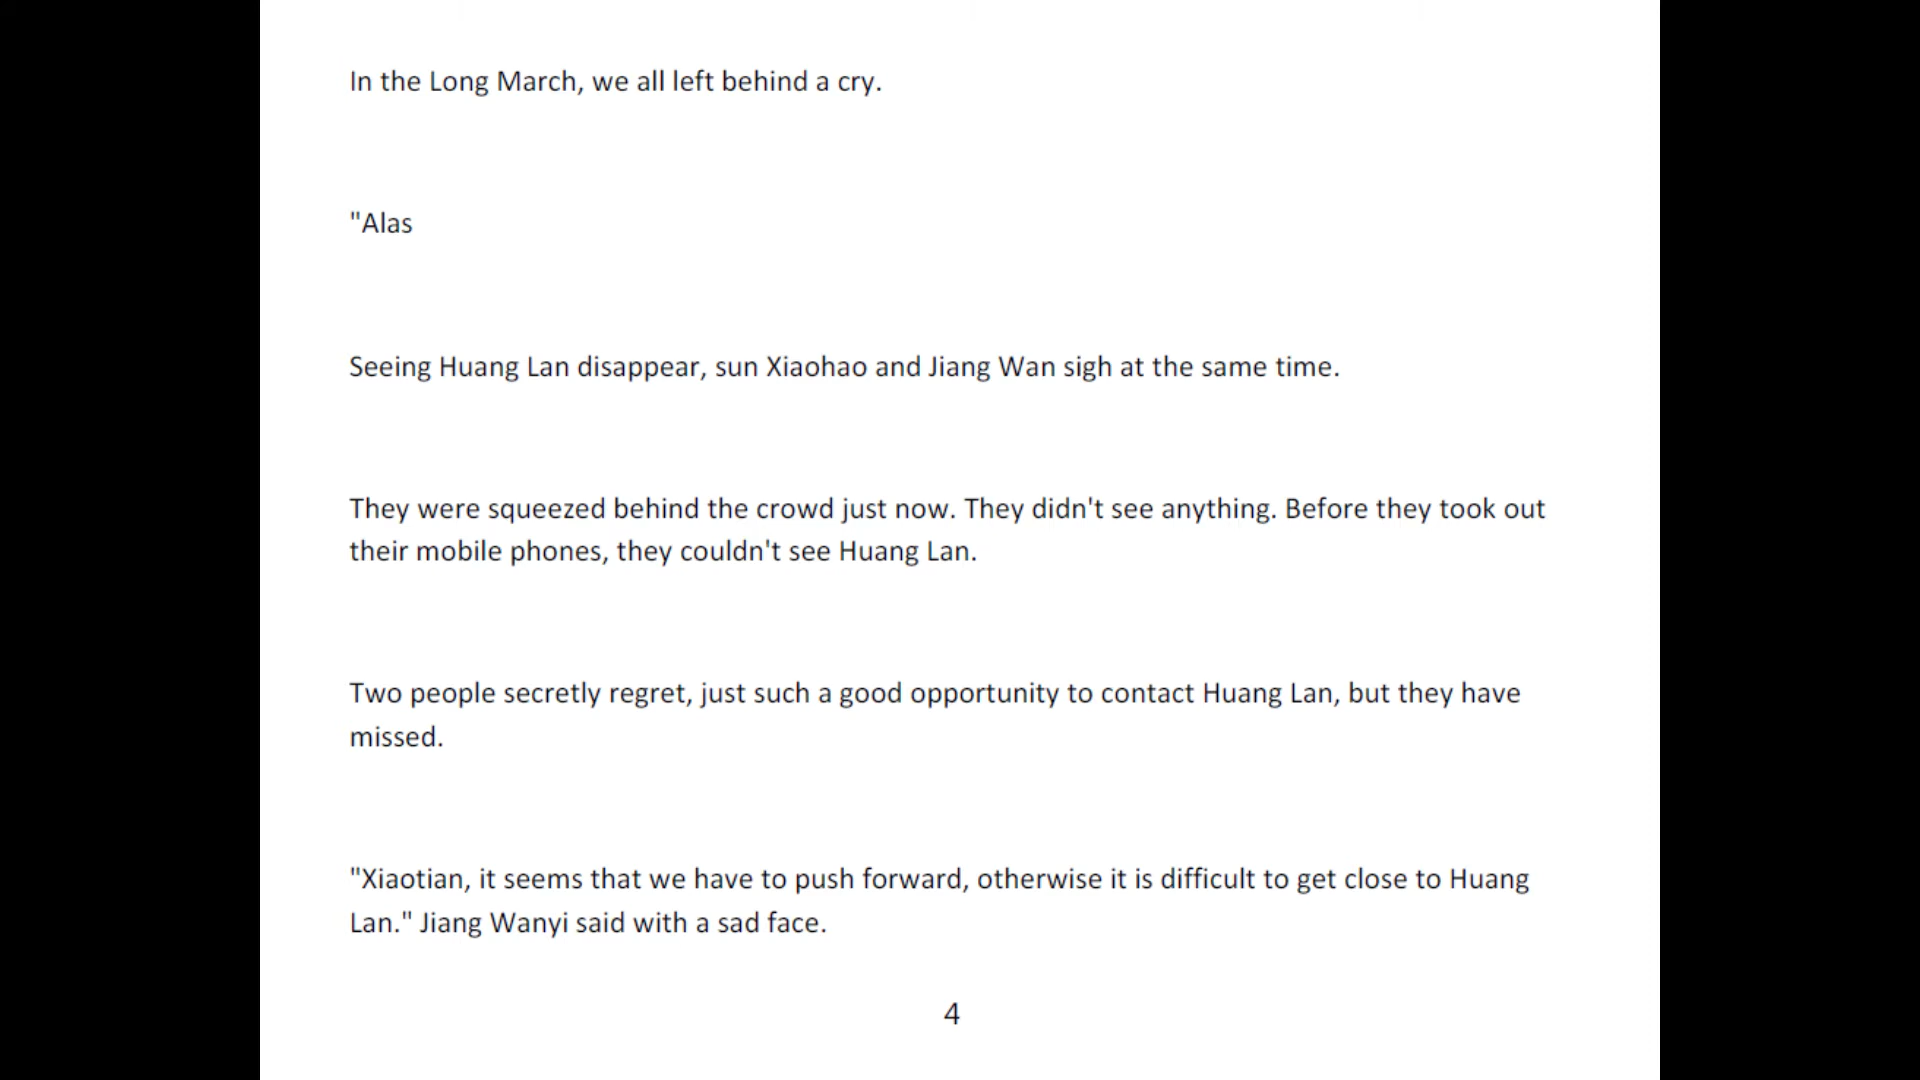 In the Long March, we all left behind a cry.
"Alas
Seeing Huang Lan disappear, sun Xiaohao and Jiang Wan sigh at the same time.
They were squeezed behind the crowd just now. They didn't see anything. Before they took out
their mobile phones, they couldn't see Huang Lan.
Two people secretly regret, just such a good opportunity to contact Huang Lan, but they have
missed.
"Xiaotian, it seems that we have to push forward, otherwise it is difficult to get close to Huang
Lan." Jiang Wanyi said with a sad face.
4